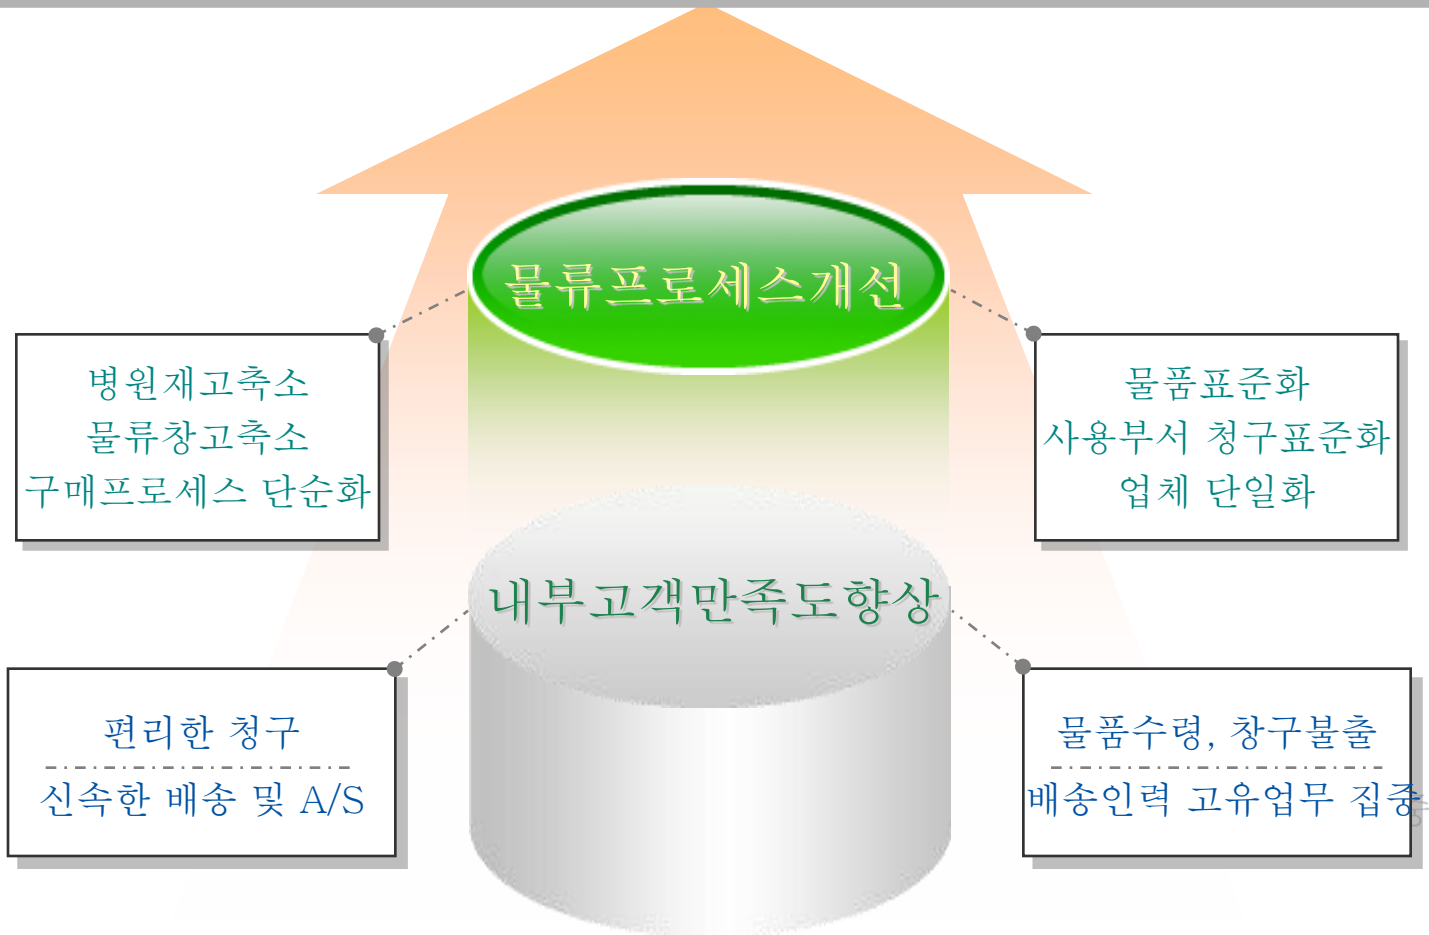 물류프로세스개선
병원재고축소
물류창고축소
구매프로세스 단순화
물품표준화
사용부서 청구표준화
업체 단일화
내부고객만족도향상
편리한 청구
신속한 배송 및 A/S
물품수령, 창구불출
배송인력 고유업무 집중